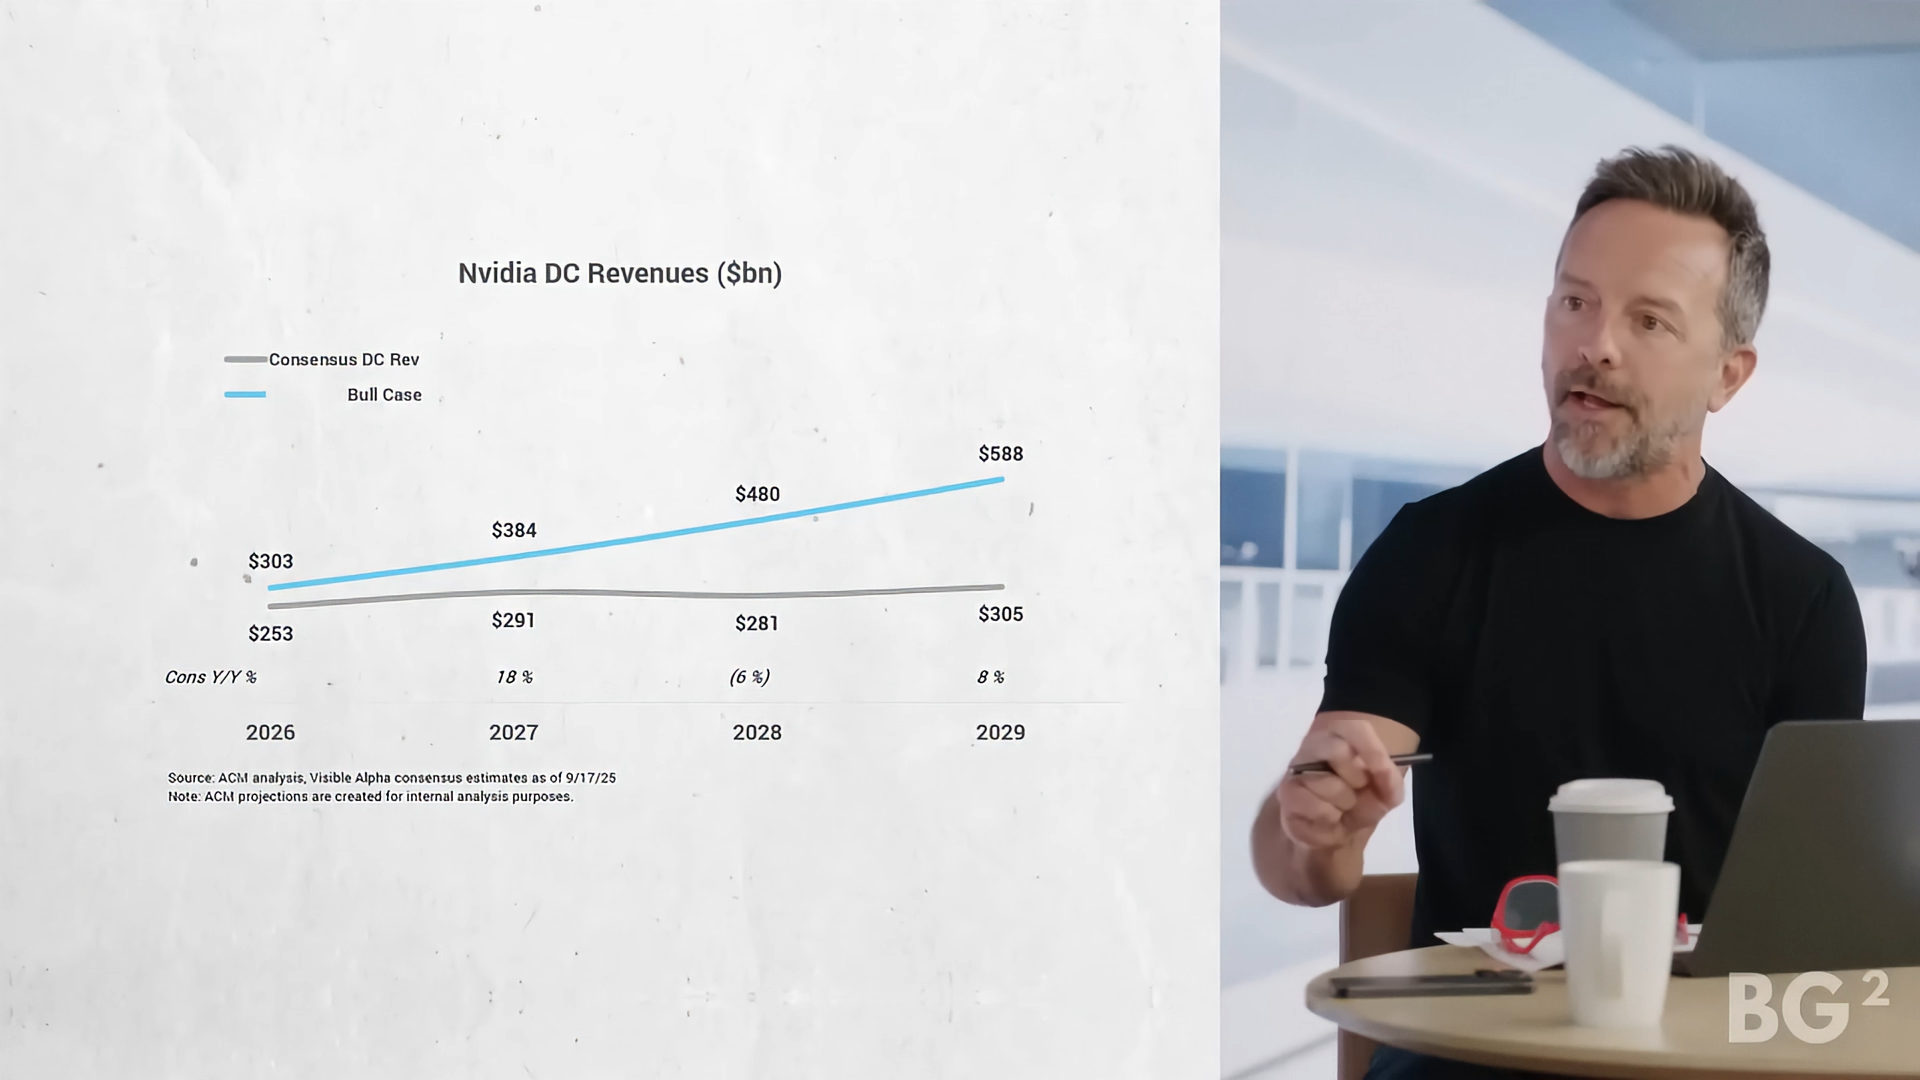 Nvidia DC Revenues ($bn)
Consensus DC Rev
Bull Case
$588
$480
$384
$303
$253
$291
$281
$305
Cons Y/Y %
18 %
(6 %)
8 %
2026
2027
2028
2029
Source: ACM analysis, Visible Alpha consensus estimates as of 9/17/25
Note: ACM projections are created for internal analysis purposes.
BG2